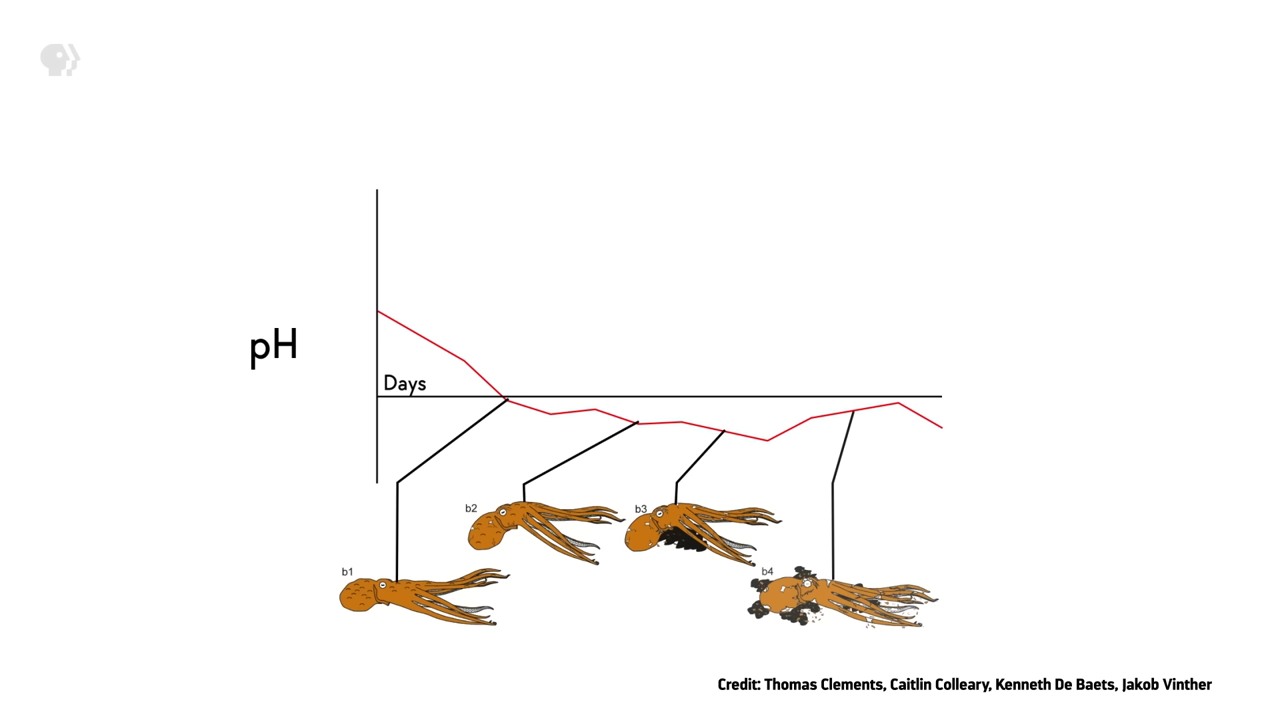 pH
Days
b1
b2
b3
b4
Credit: Thomas Clements, Caitlin Colleary, Kenneth De Baets, Jakob Vinther